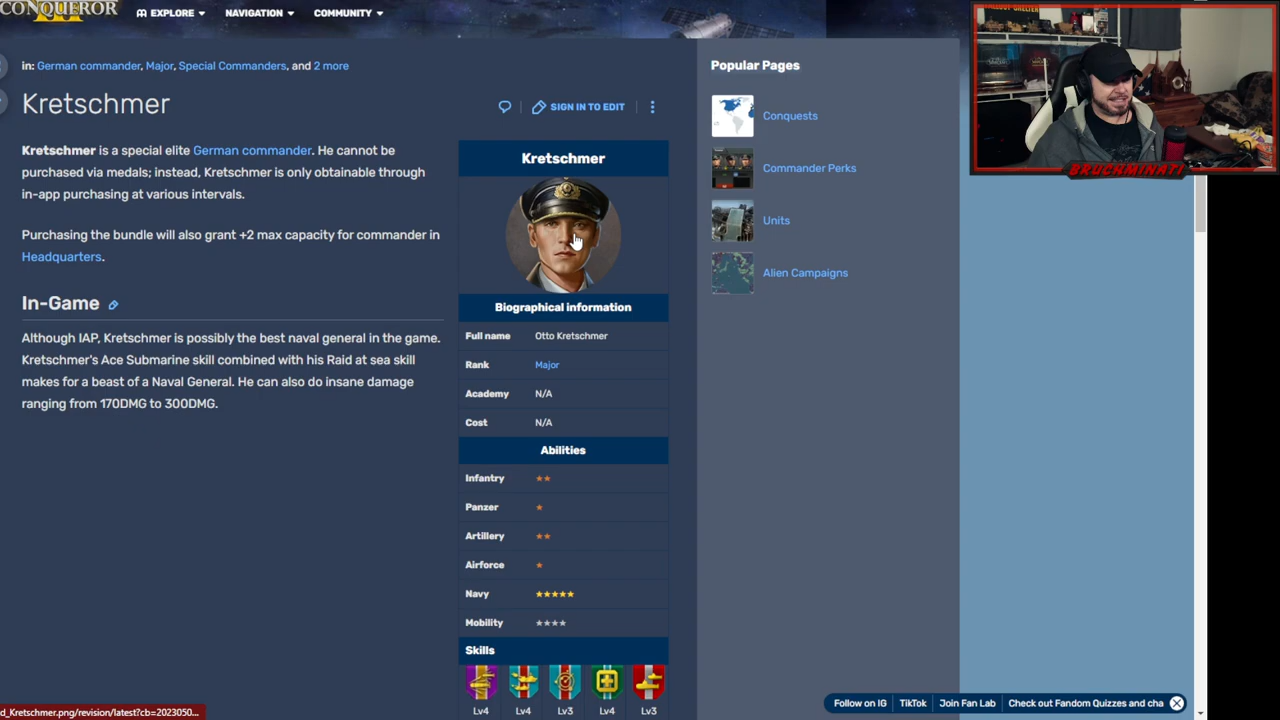 CONQUEROR
EXPLORE
NAVIGATION
COMMUNITY
in: German commander, Major, Special Commanders, and 2 more
Kretschmer
SIGN IN TO EDIT
Kretschmer is a special elite German commander. He cannot be
purchased via medals; instead, Kretschmer is only obtainable through
in-app purchasing at various intervals.
Purchasing the bundle will also grant +2 max capacity for commander in
Headquarters.
In-Game
Although IAP, Kretschmer is possibly the best naval general in the game.
Kretschmer's Ace Submarine skill combined with his Raid at sea skill
makes for a beast of a Naval General. He can also do insane damage
ranging from 170DMG to 300DMG.
Kretschmer
Biographical information
Full name Otto Kretschmer
Rank Major
Academy N/A
Cost N/A
Abilities
Infantry ★★
Panzer ★
Artillery ★★
Airforce ★
Navy ★★★★★
Mobility ★★★★
Skills
Lv4 Lv4 Lv3 Lv4 Lv3
Popular Pages
Conquests
Commander Perks
Units
Alien Campaigns
BRUCHMINATI
Follow on IG TikTok Join Fan Lab Check out Fandom Quizzes and cha
d_Kretschmer.png/revision/latest?cb=2023050...